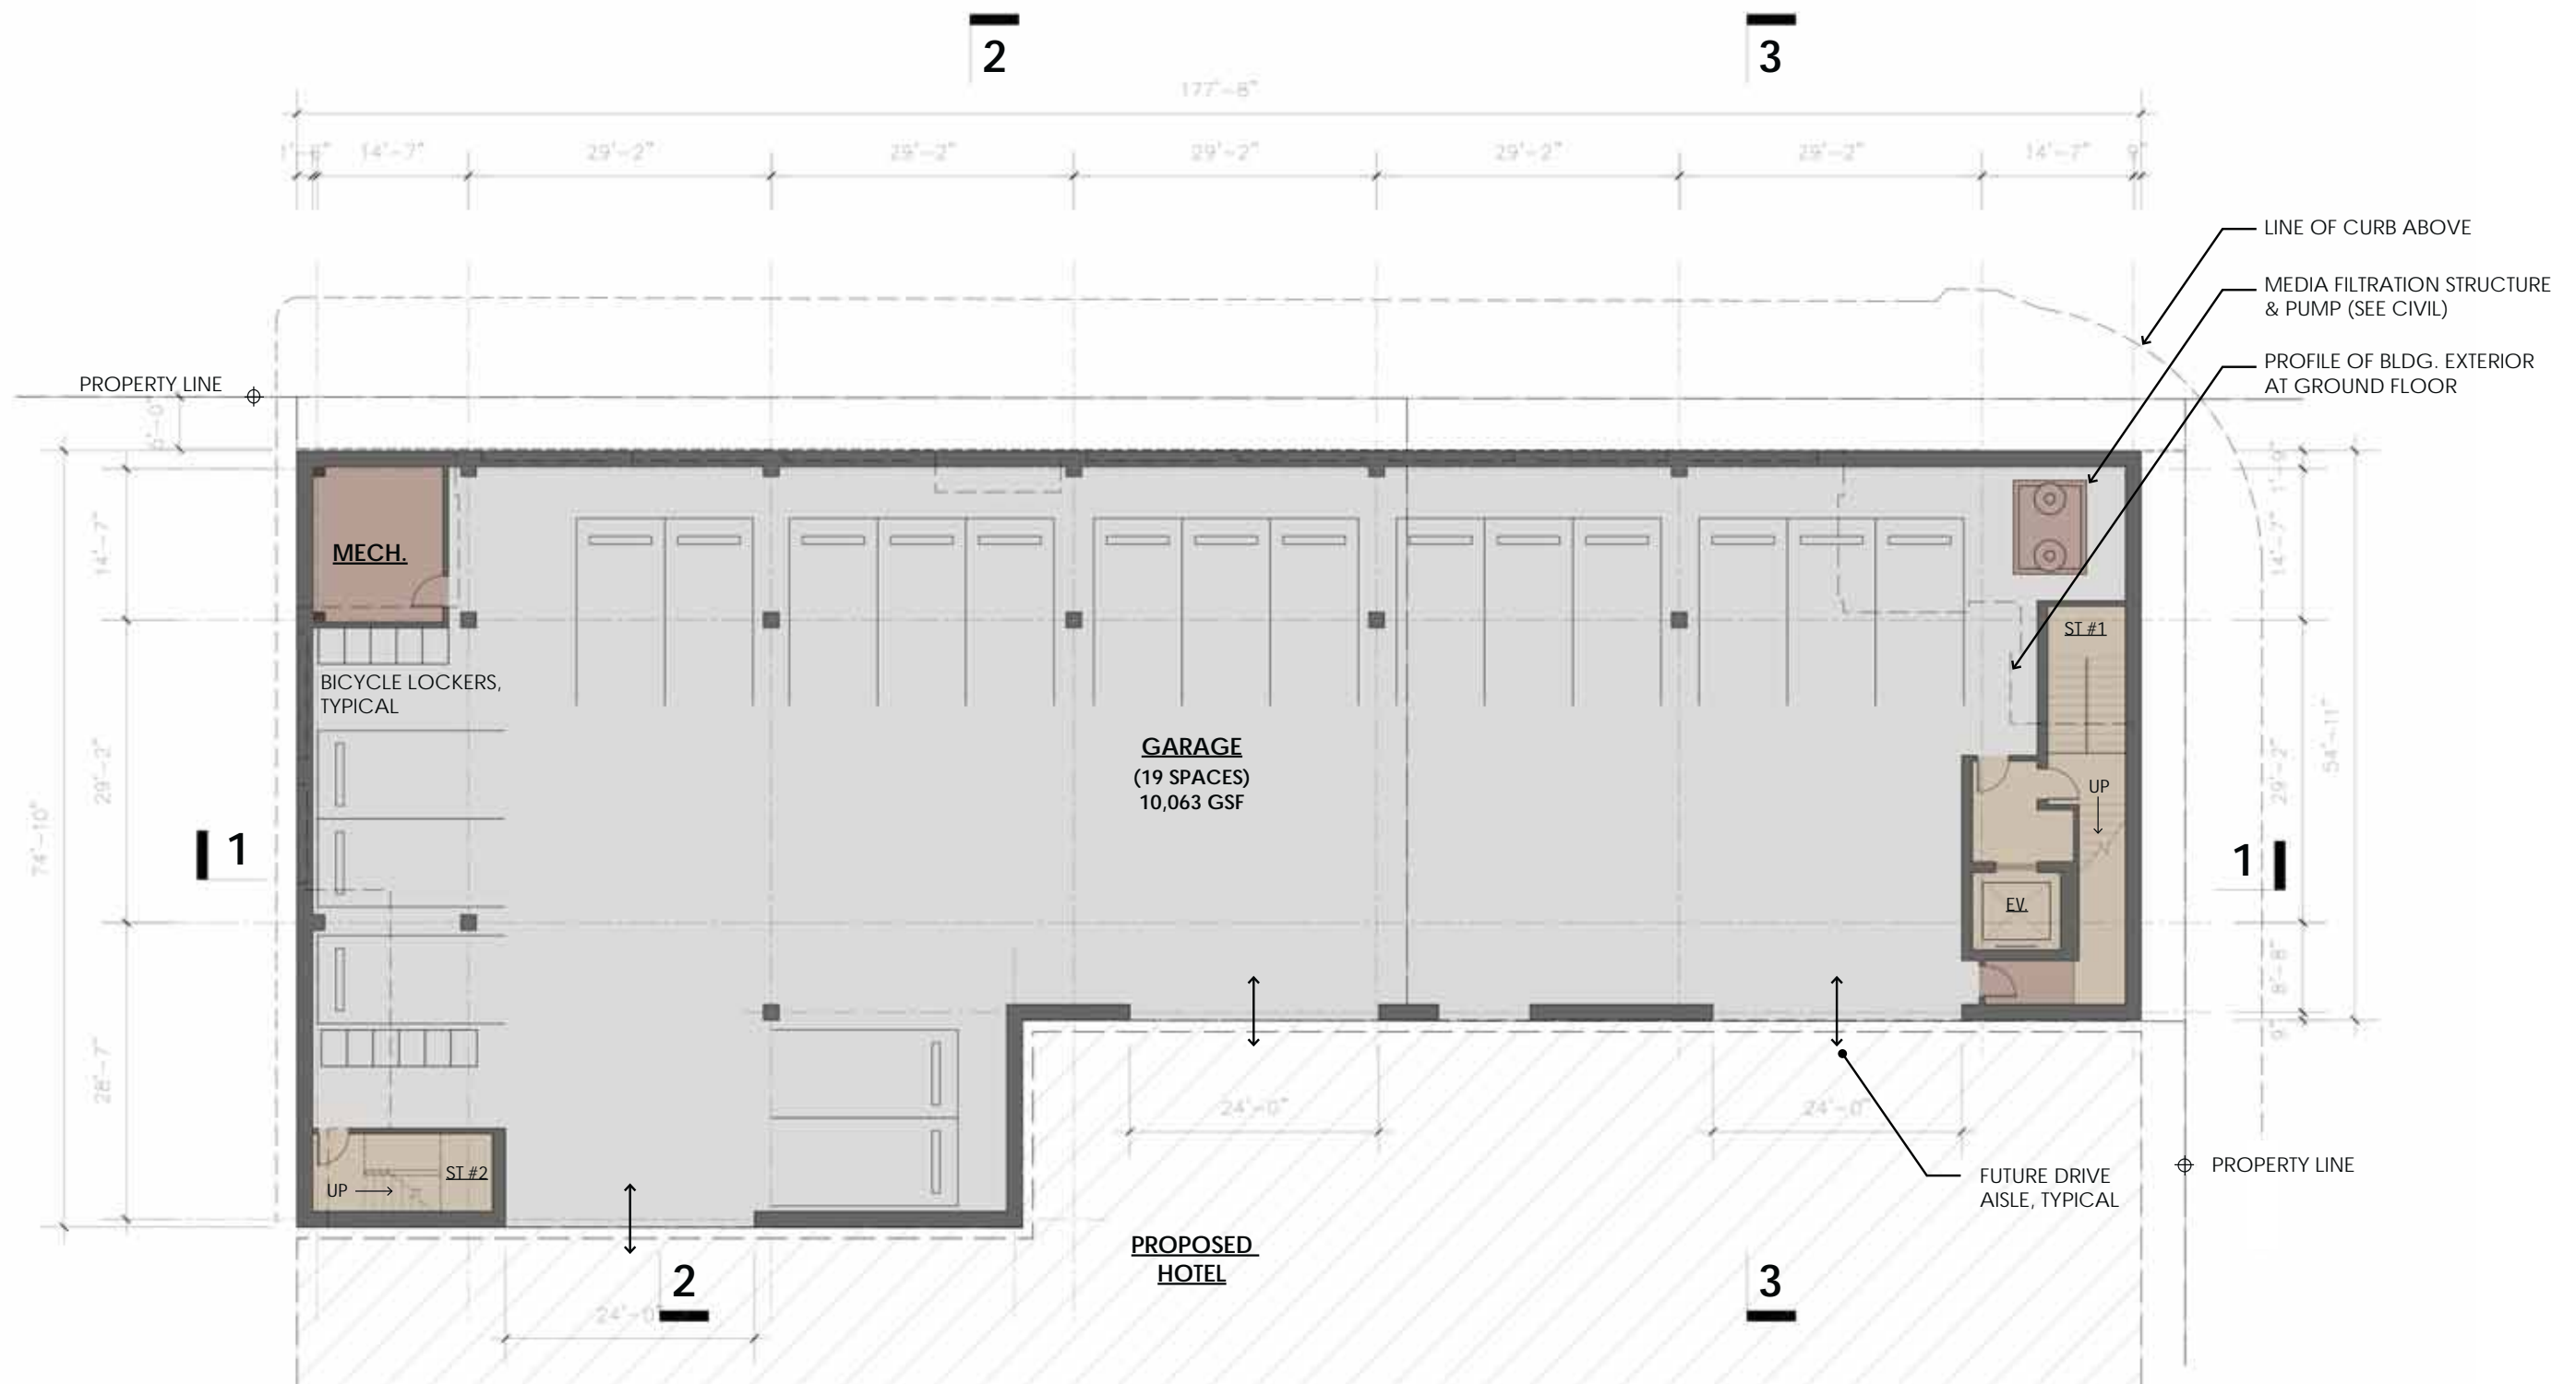 2
3
177'-8"
14'-7"
29'-2"
29'-2"
29'-2"
29'-2"
29'-2"
14'-7"
9"
LINE OF CURB ABOVE
MEDIA FILTRATION STRUCTURE
& PUMP (SEE CIVIL)
PROFILE OF BLDG. EXTERIOR
AT GROUND FLOOR
PROPERTY LINE
1'-9"
14'-7"
14'-7"
MECH.
ST #1
BICYCLE LOCKERS,
TYPICAL
GARAGE
(19 SPACES)
10,063 GSF
29'-2"
29'-2"
54'-11"
UP
74'-10"
1
1
EV.
8'-8"
9"
28'-7"
24'-0"
24'-0"
ST #2
UP
FUTURE DRIVE
AISLE, TYPICAL
PROPERTY LINE
PROPOSED
HOTEL
2
3
24'-0"